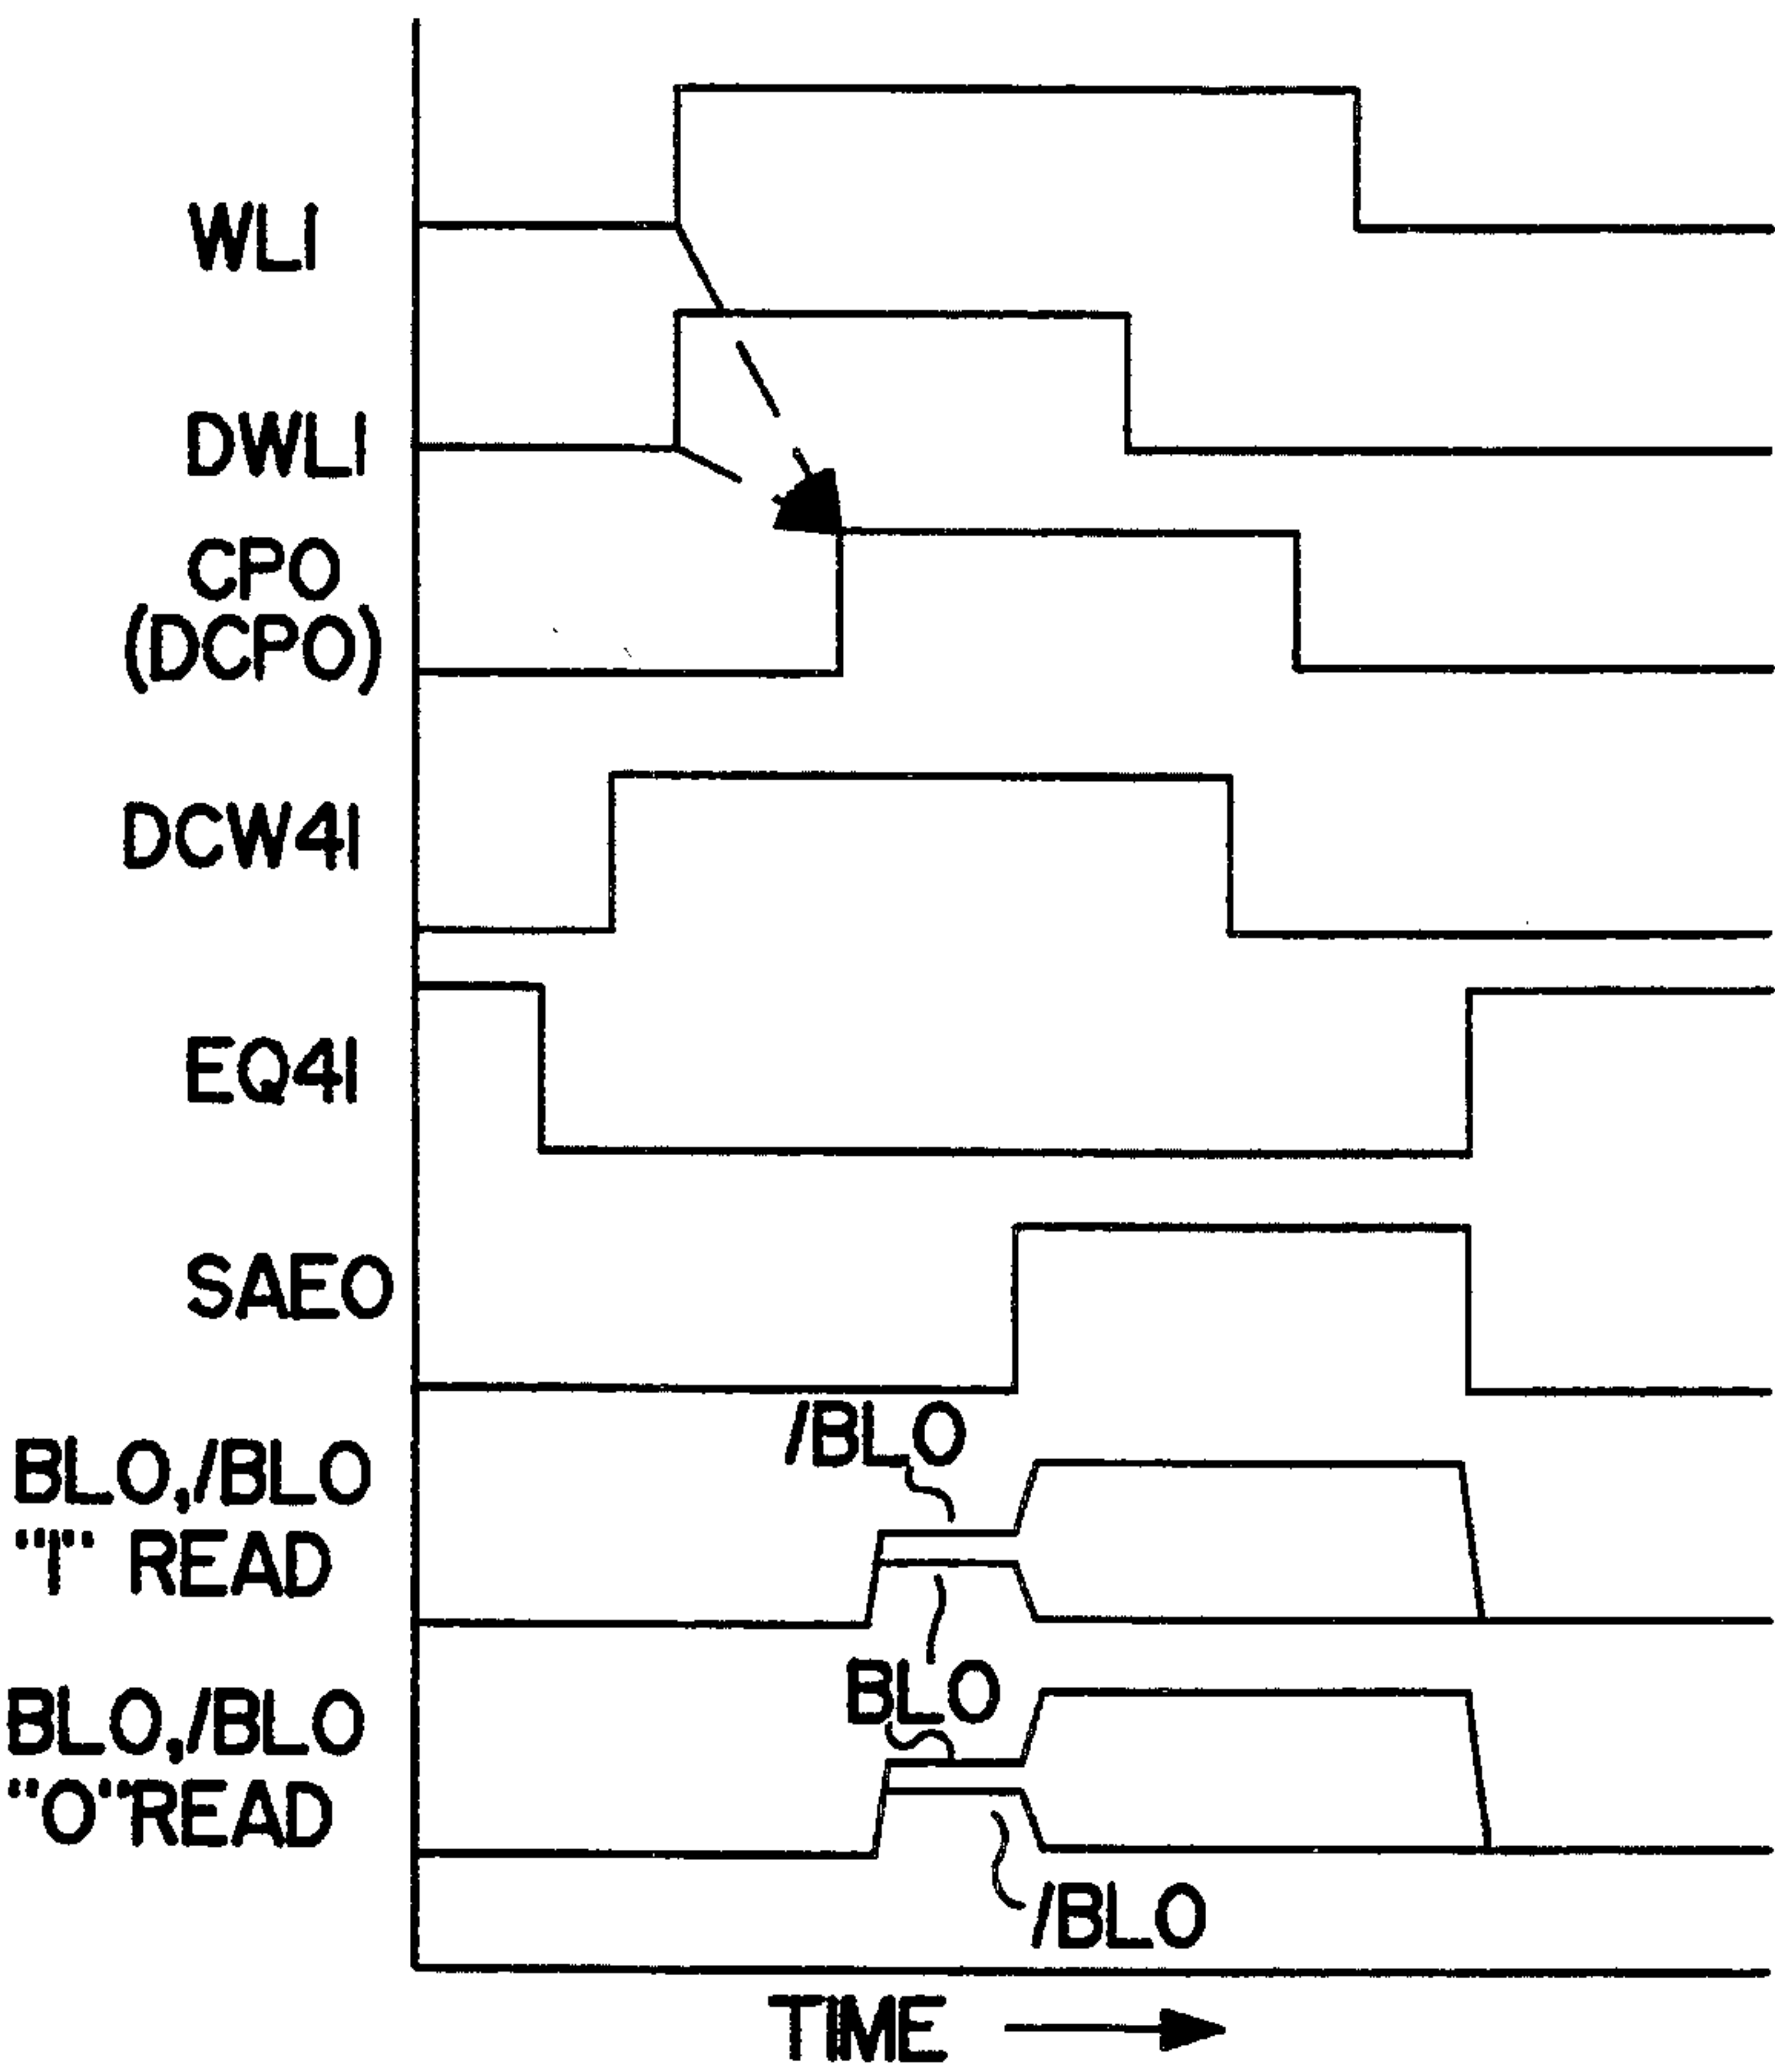 WL1
DWL1
CP0
(DCP0)
DCW41
EQ41
SAE0
/BL0
BL0,/BL0
"1" READ
BL0
BL0,/BL0
"0" READ
/BL0
TIME